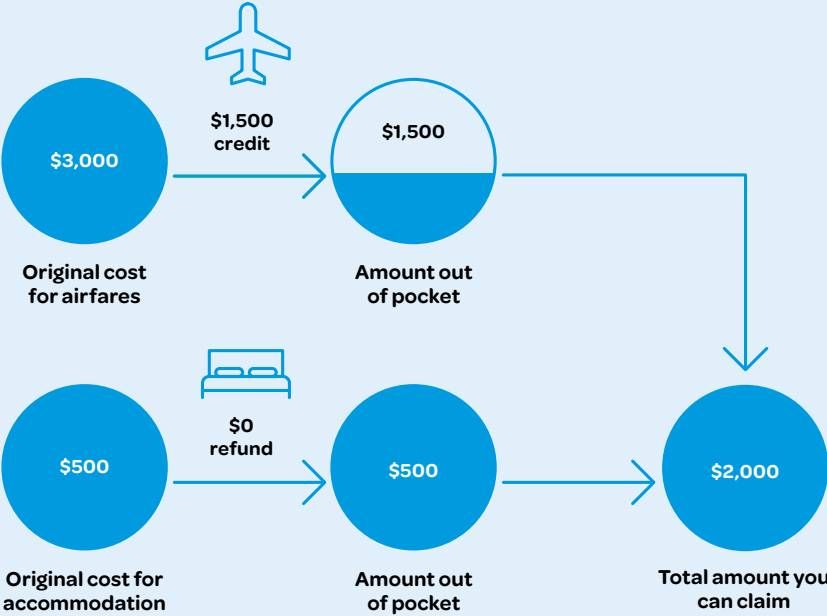 $1,500
credit
$3,000
$1,500
Original cost
for airfares
Amount out
of pocket
$0
refund
$500
$500
$2,000
Original cost for
accommodation
Amount out
of pocket
Total amount you
can claim